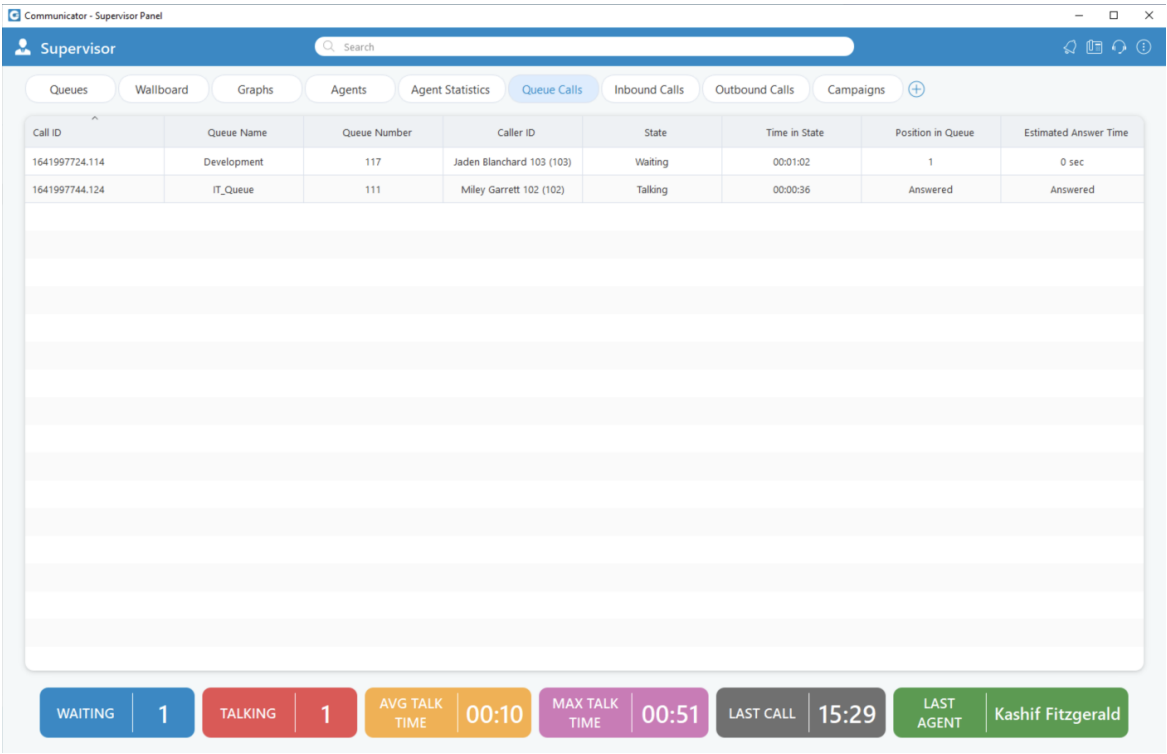 Communicator - Supervisor Panel
Supervisor
Search
Queues Wallboard Graphs Agents Agent Statistics Queue Calls Inbound Calls Outbound Calls Campaigns
Call ID Queue Name Queue Number Caller ID State Time in State Position in Queue Estimated Answer Time
1641997724.114 Development 117 Jaden Blanchard 103 (103) Waiting 00:01:02 1 0 sec
1641997744.124 IT_Queue 111 Miley Garrett 102 (102) Talking 00:00:36 Answered Answered
WAITING 1
TALKING 1
AVG TALK
TIME
00:10
MAX TALK
TIME
00:51
LAST CALL 15:29
LAST
AGENT
Kashif Fitzgerald